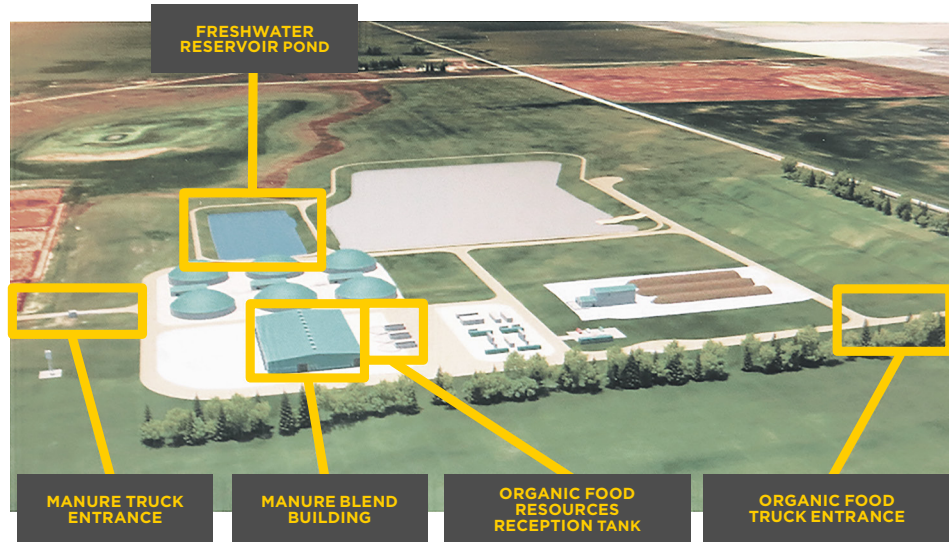 FRESHWATER
RESERVOIR POND
MANURE TRUCK
ENTRANCE
MANURE BLEND
BUILDING
ORGANIC FOOD
RESOURCES
RECEPTION TANK
ORGANIC FOOD
TRUCK ENTRANCE